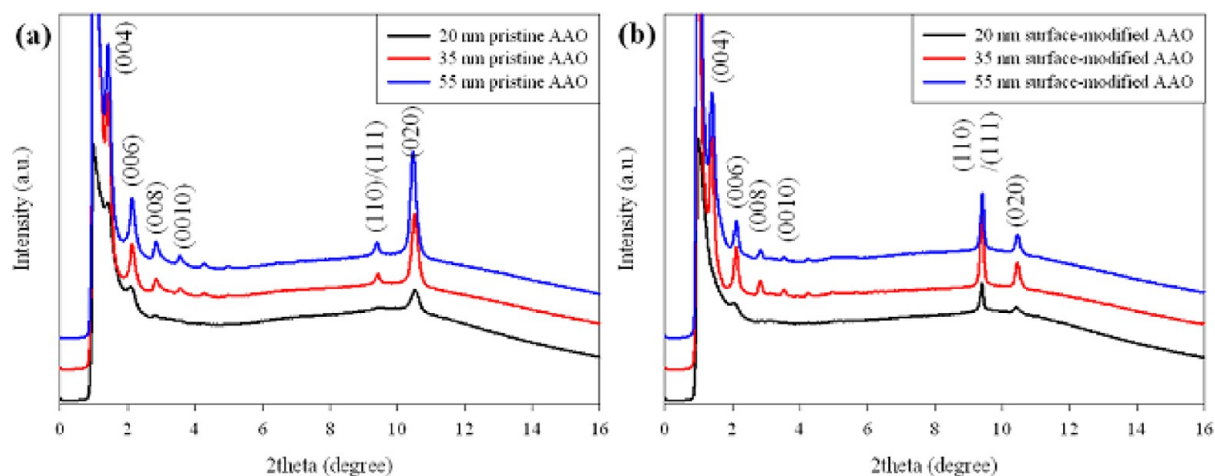 (a)
20 nm pristine AAO
35 nm pristine AAO
55 nm pristine AAO
(004)
(006)
(008)
(0010)
(110)/(111)
(020)
Intensity (a.u.)
0 2 4 6 8 10 12 14 16
2theta (degree)
(b)
20 nm surface-modified AAO
35 nm surface-modified AAO
55 nm surface-modified AAO
(004)
(006)
(008)
(0010)
(110)
/(111)
(020)
Intensity (a.u.)
0 2 4 6 8 10 12 14 16
2theta (degree)